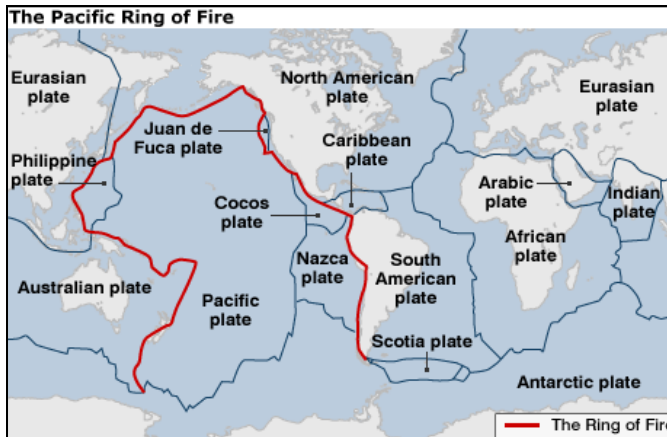 The Pacific Ring of Fire
Eurasian
plate
North American
plate
Eurasian
plate
Juan de
Fuca plate
Caribbean
plate
Philippine
plate
Cocos
plate
Arabic
plate
Indian
plate
African
plate
Nazca
plate
South
American
plate
Australian plate
Pacific
plate
Scotia plate
Antarctic plate
The Ring of Fire